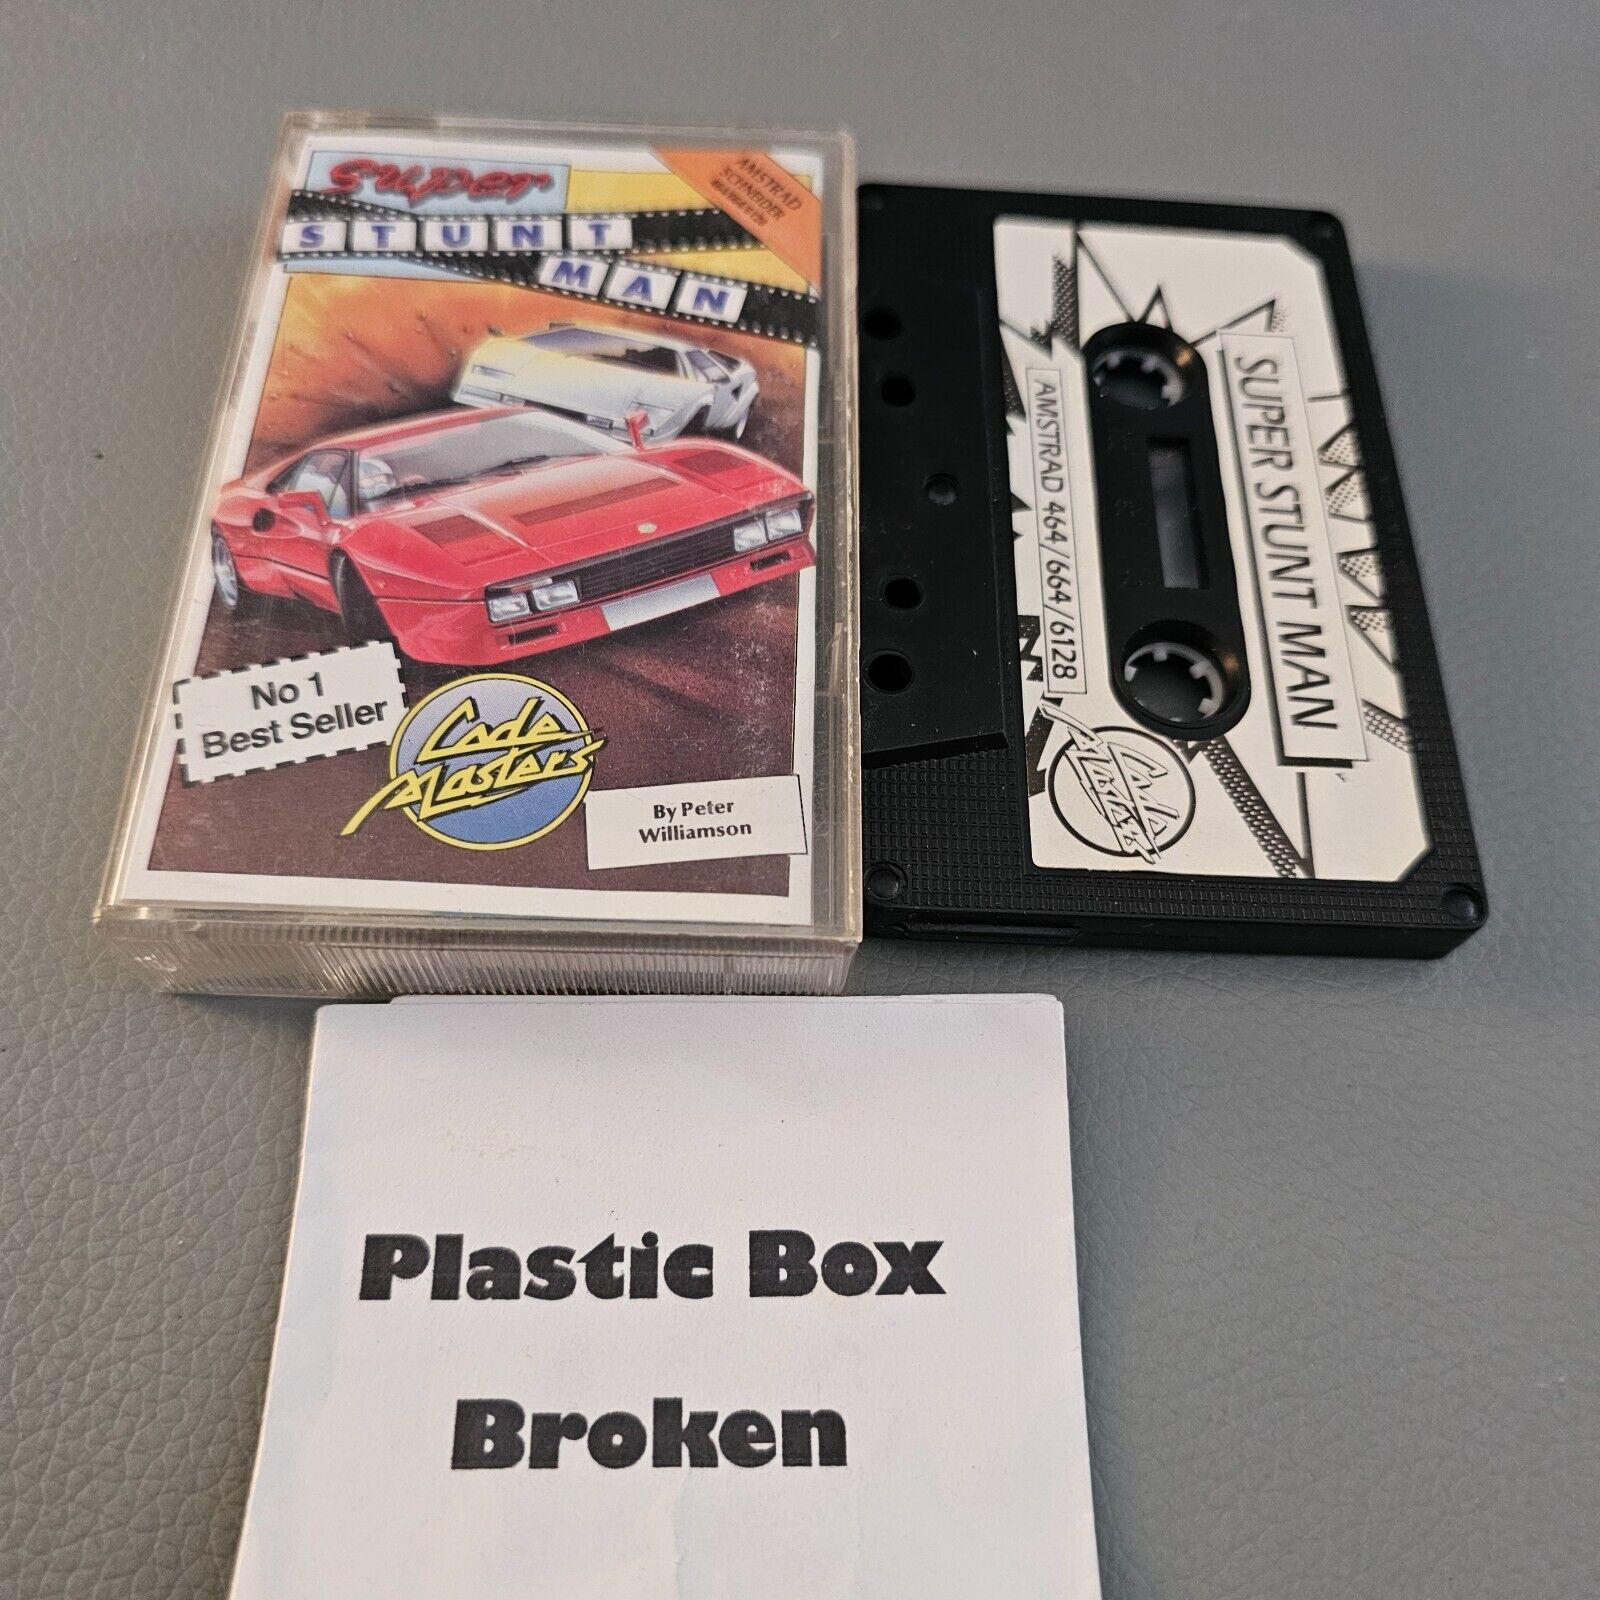 super
STUNT
MAN
AMSTRAD
SCHNEIDER
No 1
Best Seller
Code
Masters
By Peter
Williamson
SUPER STUNT MAN
AMSTRAD 464/664/6128
Code
Masters
Plastic Box
Broken